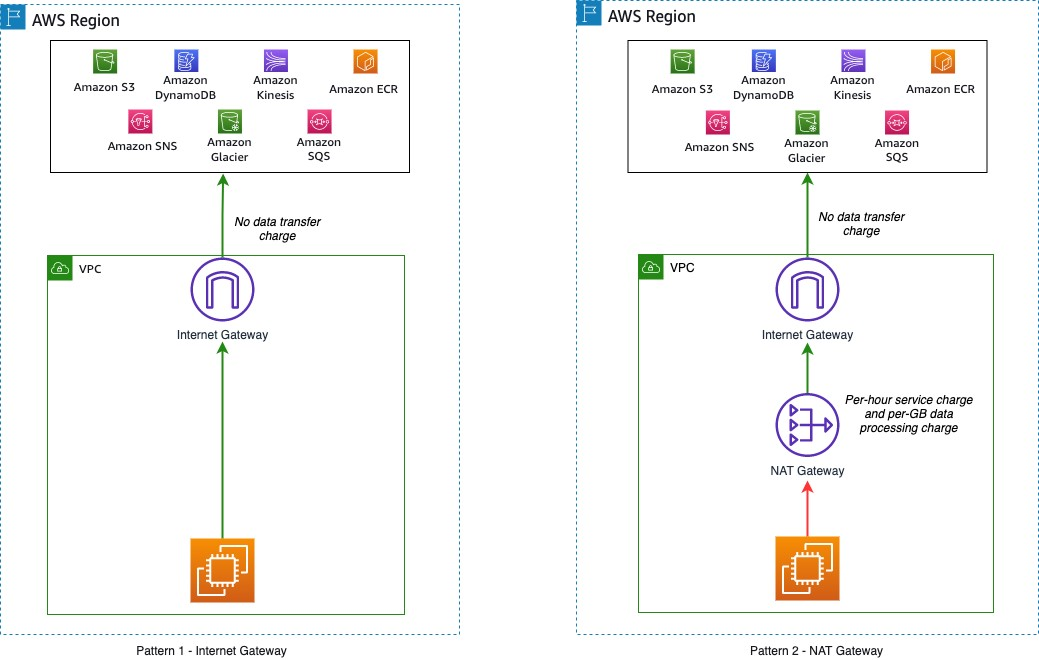 AWS Region
Amazon S3
Amazon
DynamoDB
Amazon
Kinesis
Amazon ECR
Amazon SNS
Amazon
Glacier
Amazon
SQS
No data transfer
charge
VPC
Internet Gateway
Pattern 1 - Internet Gateway
AWS Region
Amazon S3
Amazon
DynamoDB
Amazon
Kinesis
Amazon ECR
Amazon SNS
Amazon
Glacier
Amazon
SQS
No data transfer
charge
VPC
Internet Gateway
Per-hour service charge
and per-GB data
processing charge
NAT Gateway
Pattern 2 - NAT Gateway